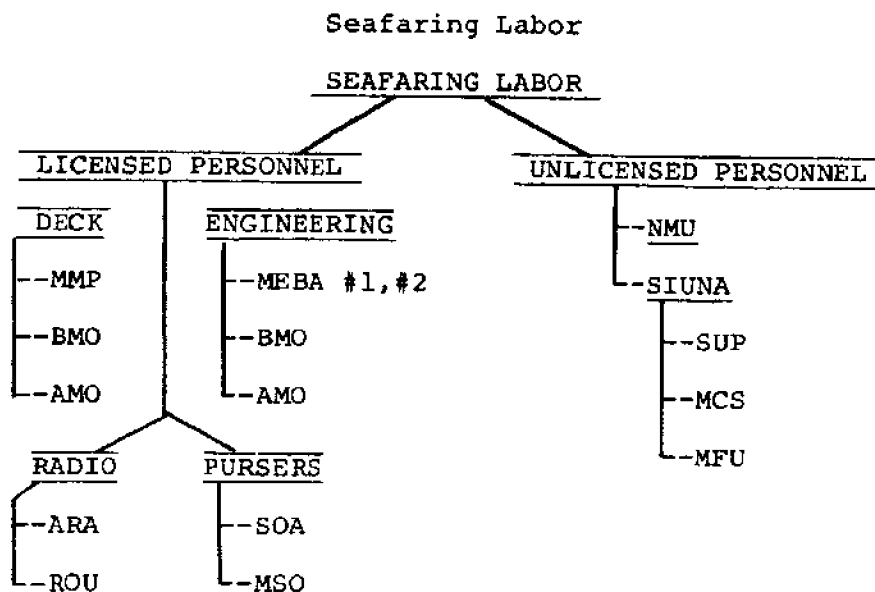 Seafaring Labor
SEAFARING LABOR
LICENSED PERSONNEL
UNLICENSED PERSONNEL
DECK
--MMP
--BMO
--AMO
ENGINEERING
--MEBA #1,#2
--BMO
--AMO
RADIO
--ARA
--ROU
PURSERS
--SOA
--MSO
--NMU
--SIUNA
--SUP
--MCS
--MFU